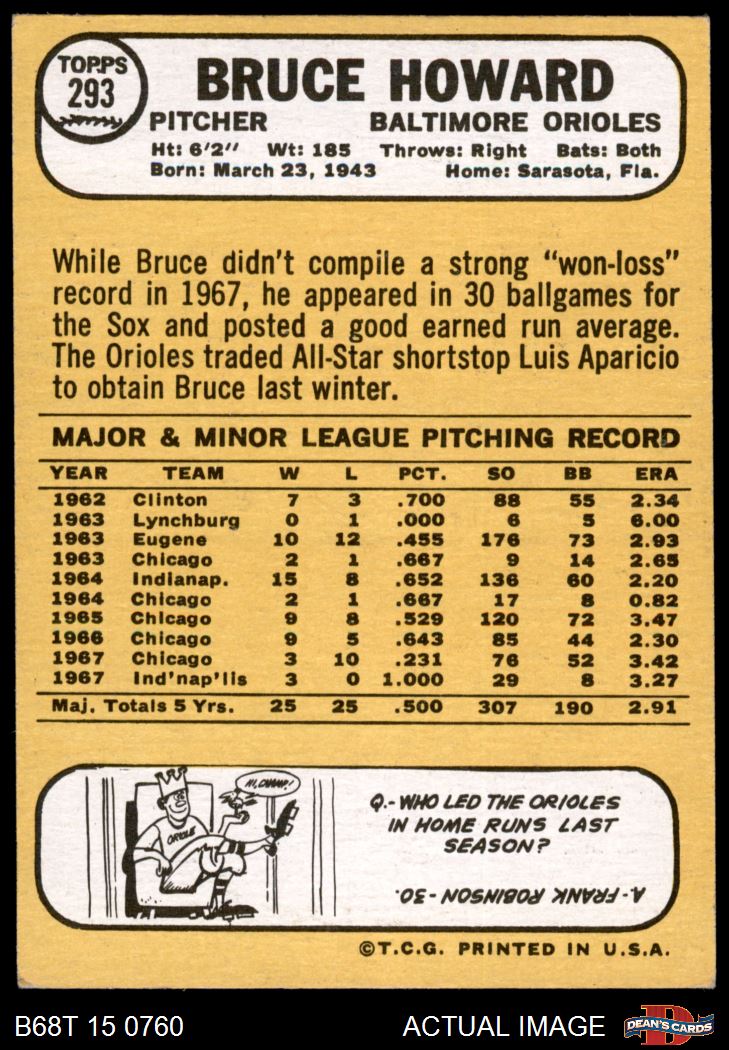 TOPPS
293
BRUCE HOWARD
PITCHER BALTIMORE ORIOLES
Ht: 6'2" Wt: 185 Throws: Right Bats: Both
Born: March 23, 1943 Home: Sarasota, Fla.
While Bruce didn't compile a strong "won-loss"
record in 1967, he appeared in 30 ballgames for
the Sox and posted a good earned run average.
The Orioles traded All-Star shortstop Luis Aparicio
to obtain Bruce last winter.
MAJOR & MINOR LEAGUE PITCHING RECORD
YEAR TEAM W L PCT. SO BB ERA
1962 Clinton 7 3 .700 88 55 2.34
1963 Lynchburg 0 1 .000 6 5 6.00
1963 Eugene 10 12 .455 176 73 2.93
1963 Chicago 2 1 .667 9 14 2.65
1964 Indianap. 15 8 .652 136 60 2.20
1964 Chicago 2 1 .667 17 8 0.82
1965 Chicago 9 8 .529 120 72 3.47
1966 Chicago 9 5 .643 85 44 2.30
1967 Chicago 3 10 .231 76 52 3.42
1967 Ind'nap'lis 3 0 1.000 29 8 3.27
Maj. Totals 5 Yrs. 25 25 .500 307 190 2.91
HI, CHAMP!
ORIOLE
Q.-WHO LED THE ORIOLES
IN HOME RUNS LAST
SEASON?
A.-FRANK ROBINSON-30.
©T.C.G. PRINTED IN U.S.A.
B68T 15 0760 ACTUAL IMAGE
D
DEAN'S CARDS